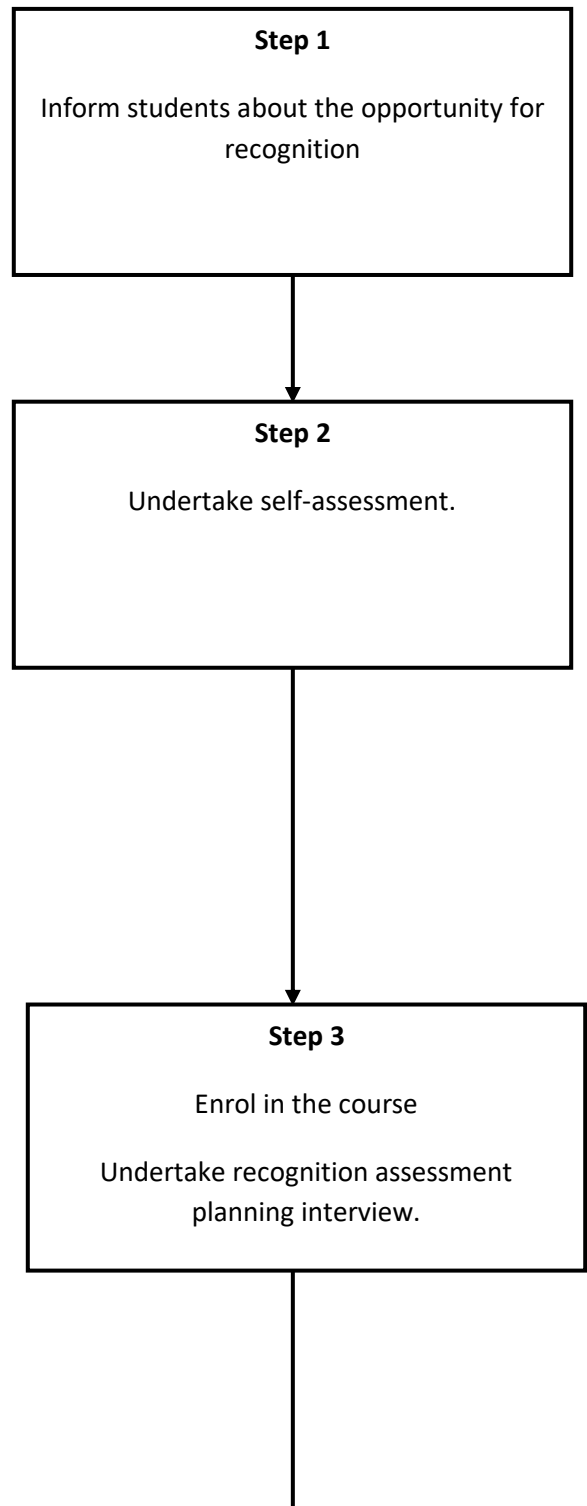 Step 1
Inform students about the opportunity for
recognition
Step 2
Undertake self-assessment.
Step 3
Enrol in the course
Undertake recognition assessment
planning interview.